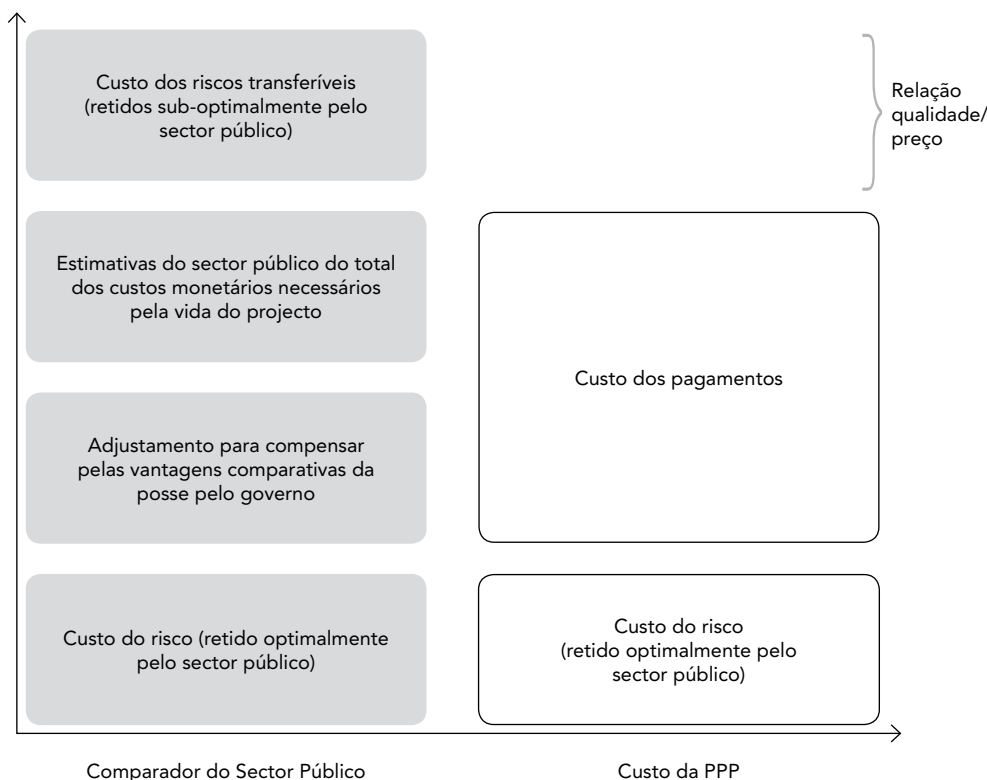 Custo dos riscos transferíveis
(retidos sub-optimalmente pelo
sector público)
Relação
qualidade/
preço
Estimativas do sector público do total
dos custos monetários necessários
pela vida do projecto
Custo dos pagamentos
Adjustamento para compensar
pelas vantagens comparativas da
posse pelo governo
Custo do risco (retido optimalmente
pelo sector público)
Custo do risco
(retido optimalmente pelo
sector público)
Comparador do Sector Público
Custo da PPP